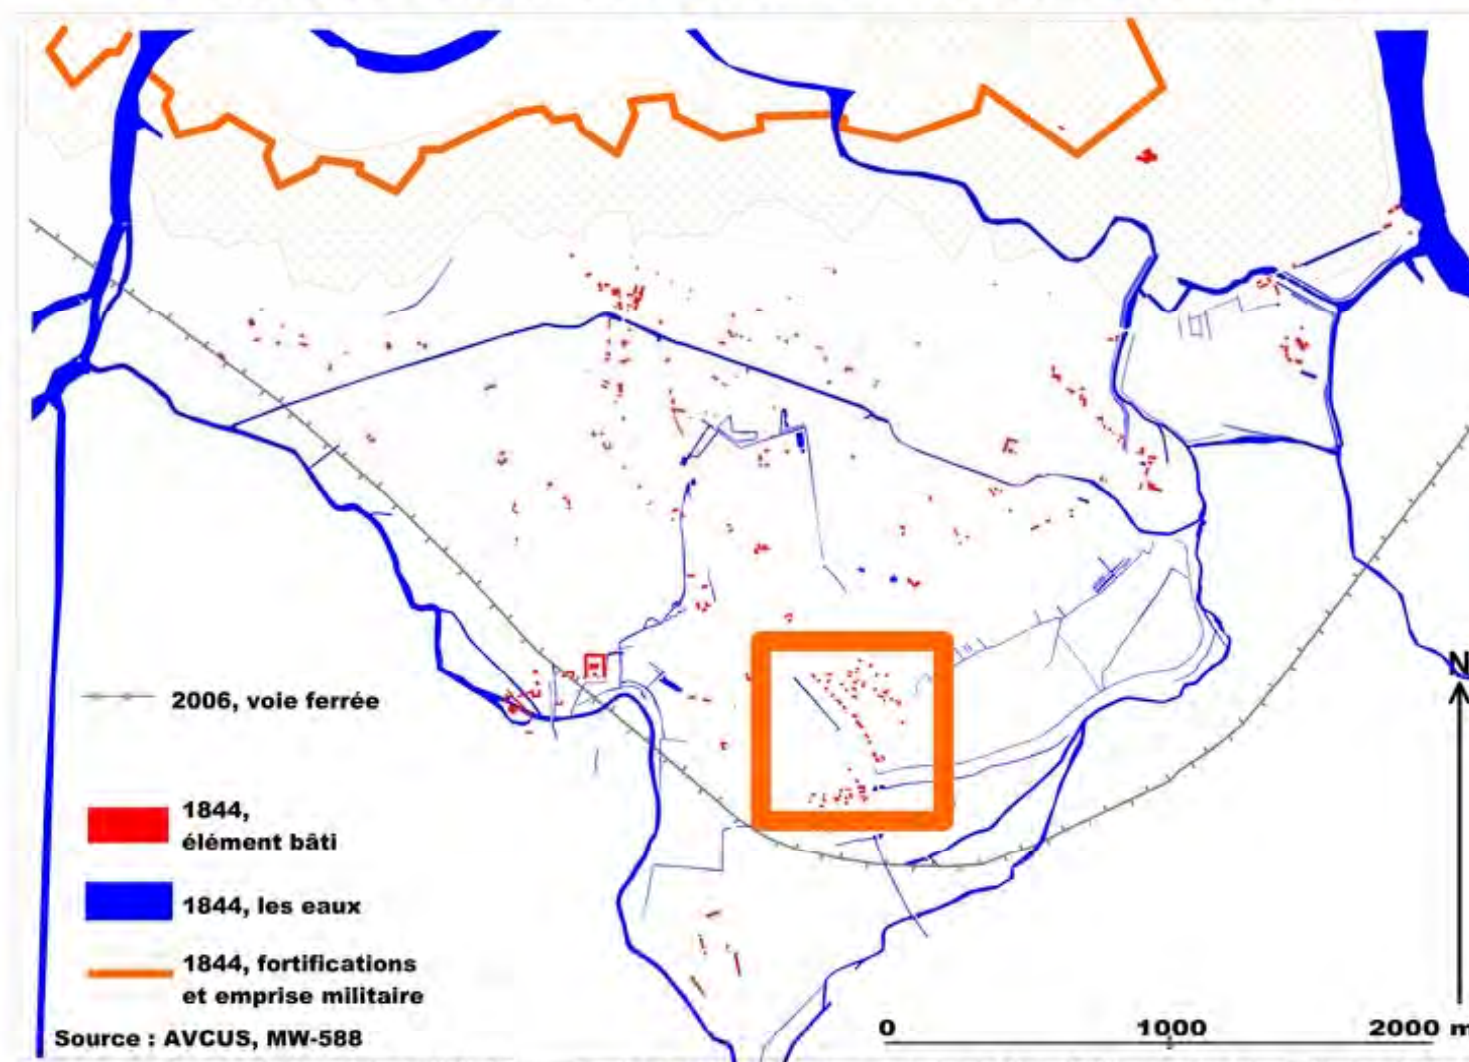 N
2006, voie ferrée
1844,
élément bâti
1844, les eaux
1844, fortifications
et emprise militaire
Source : AVCUS, MW-588
0 1000 2000 m